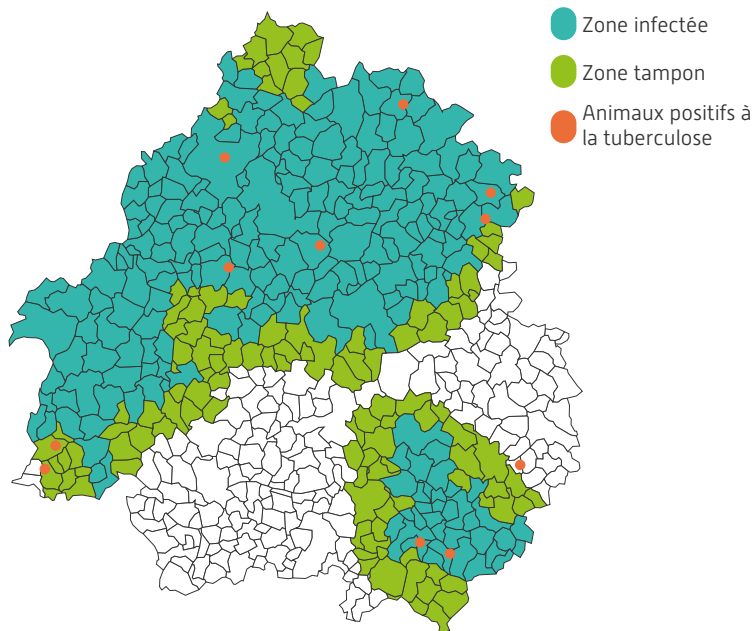 Zone infectée
Zone tampon
Animaux positifs à
la tuberculose